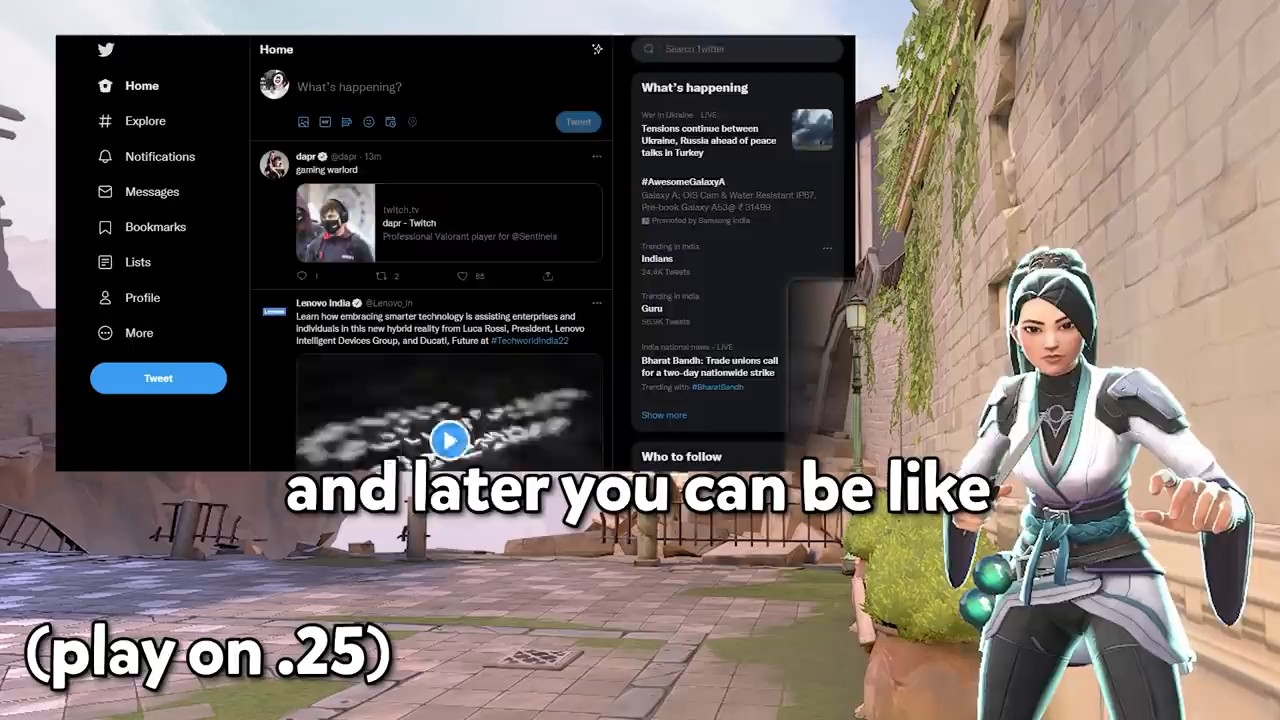 Home
Explore
Notifications
Messages
Bookmarks
Lists
Profile
More
Tweet
Home
What's happening?
Tweet
dapr @dapr · 13m
gaming warlord
twitch.tv
dapr - Twitch
Professional Valorant player for @Sentinels
1
2
Lenovo India @Lenovo_in
Learn how embracing smarter technology is assisting enterprises and
individuals in this new hybrid reality from Luca Rossi, President, Lenovo
Intelligent Devices Group, and Ducati, Future at #TechworldIndia22
Search Twitter
What's happening
War in Ukraine · LIVE
Tensions continue between
Ukraine, Russia ahead of peace
talks in Turkey
#AwesomeGalaxyA
Galaxy A; OIS Cam & Water Resistant IP67,
Pre-book Galaxy A53@ ₹ 31499
Promoted by Samsung India
Trending in India
Indians
24.4K Tweets
Trending in India
Guru
56.9K Tweets
India national news · LIVE
Bharat Bandh: Trade unions call
for a two-day nationwide strike
Trending with #BharatBandh
Show more
Who to follow
and later you can be like
(play on .25)